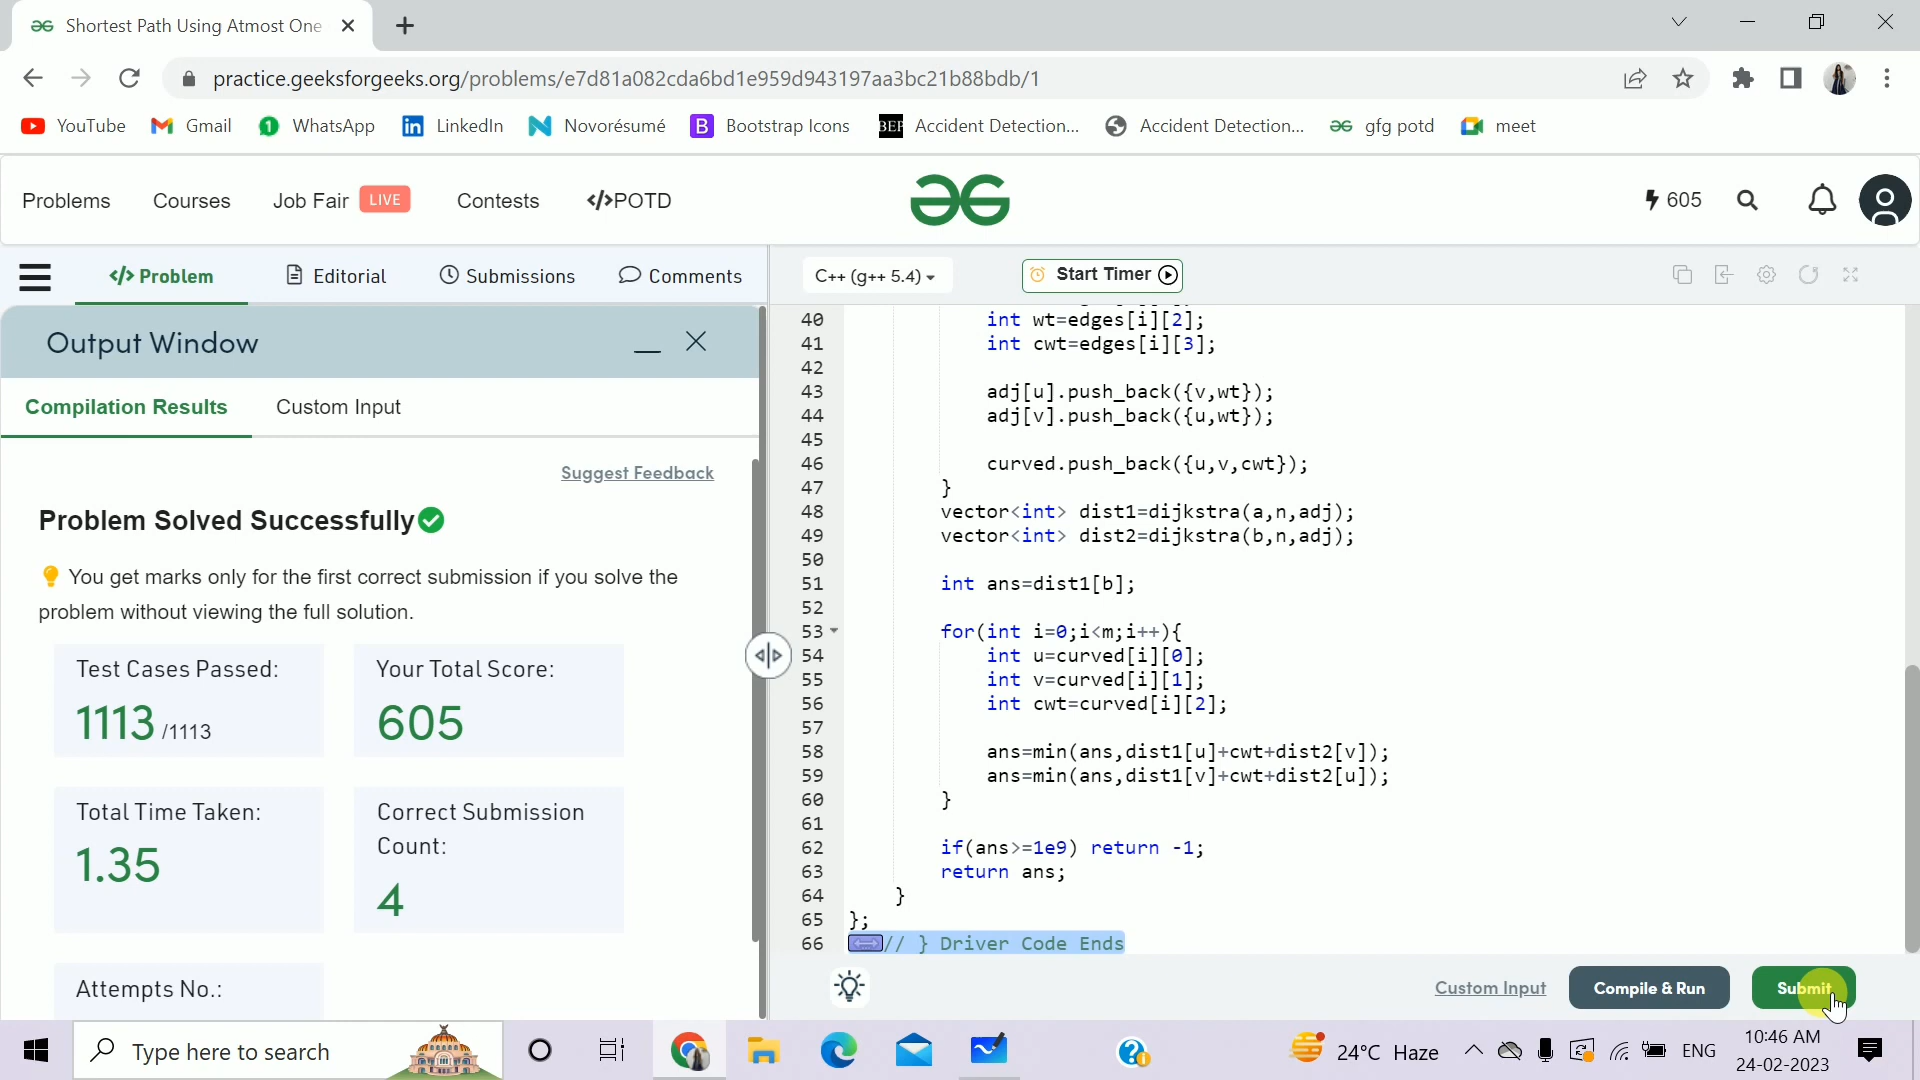 Shortest Path Using Atmost One
practice.geeksforgeeks.org/problems/e7d81a082cda6bd1e959d943197aa3bc21b88bdb/1
YouTube Gmail WhatsApp LinkedIn Novorésumé Bootstrap Icons BEP Accident Detection... Accident Detection... gfg potd meet
Problems Courses Job Fair LIVE Contests </>POTD 605
</> Problem Editorial Submissions Comments
C++ (g++ 5.4) Start Timer
Output Window
Compilation Results Custom Input
Suggest Feedback
Problem Solved Successfully
You get marks only for the first correct submission if you solve the
problem without viewing the full solution.
Test Cases Passed:
1113 /1113
Your Total Score:
605
Total Time Taken:
1.35
Correct Submission
Count:
4
Attempts No.:
40 int wt=edges[i][2];
41 int cwt=edges[i][3];
42
43 adj[u].push_back({v,wt});
44 adj[v].push_back({u,wt});
45
46 curved.push_back({u,v,cwt});
47 }
48 vector<int> dist1=dijkstra(a,n,adj);
49 vector<int> dist2=dijkstra(b,n,adj);
50
51 int ans=dist1[b];
52
53 for(int i=0;i<m;i++){
54 int u=curved[i][0];
55 int v=curved[i][1];
56 int cwt=curved[i][2];
57
58 ans=min(ans,dist1[u]+cwt+dist2[v]);
59 ans=min(ans,dist1[v]+cwt+dist2[u]);
60 }
61
62 if(ans>=1e9) return -1;
63 return ans;
64 }
65 };
66 // } Driver Code Ends
Custom Input Compile & Run Submit
Type here to search
24°C Haze
ENG
10:46 AM
24-02-2023